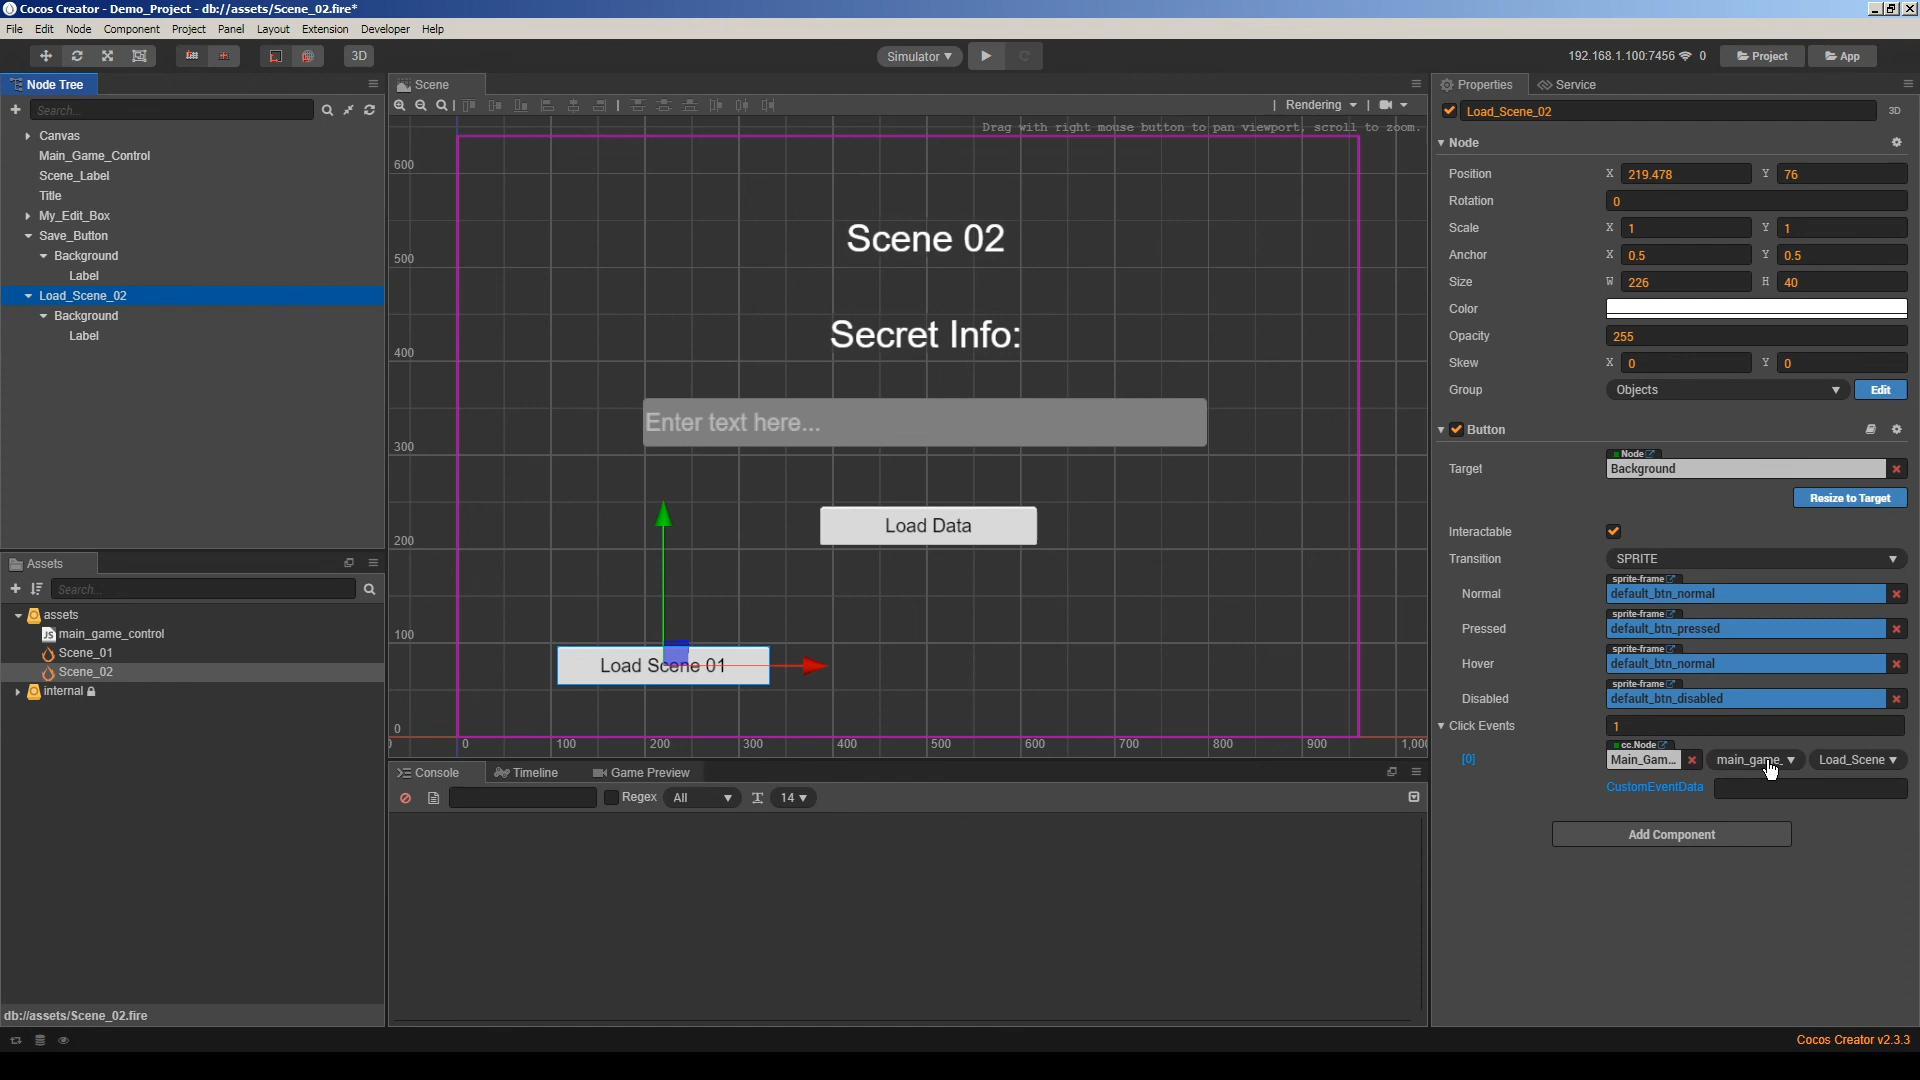 Cocos Creator - Demo_Project - db://assets/Scene_02.fire*
File Edit Node Component Project Panel Layout Extension Developer Help
3D Simulator 192.168.1.100:7456 0 Project App
Node Tree
Search...
Canvas
Main_Game_Control
Scene_Label
Title
My_Edit_Box
Save_Button
Background
Label
Load_Scene_02
Background
Label
Assets
Search...
assets
JS main_game_control
Scene_01
Scene_02
internal
db://assets/Scene_02.fire
Scene
Rendering
Drag with right mouse button to pan viewport, scroll to zoom.
600
500
400
300
200
100
0
Scene 02
Secret Info:
Enter text here...
Load Data
Load Scene 01
0 100 200 300 400 500 600 700 800 900 1,00
Console Timeline Game Preview
Regex All 14
Properties Service
Load_Scene_02 3D
Node
Position X 219.478 Y 76
Rotation 0
Scale X 1 Y 1
Anchor X 0.5 Y 0.5
Size W 226 H 40
Color
Opacity 255
Skew X 0 Y 0
Group Objects Edit
Button
Node
Target Background
Resize to Target
Interactable
Transition SPRITE
sprite-frame
Normal default_btn_normal
sprite-frame
Pressed default_btn_pressed
sprite-frame
Hover default_btn_normal
sprite-frame
Disabled default_btn_disabled
Click Events 1
cc.Node
[0] Main_Gam... main_game_ Load_Scene
CustomEventData
Add Component
Cocos Creator v2.3.3